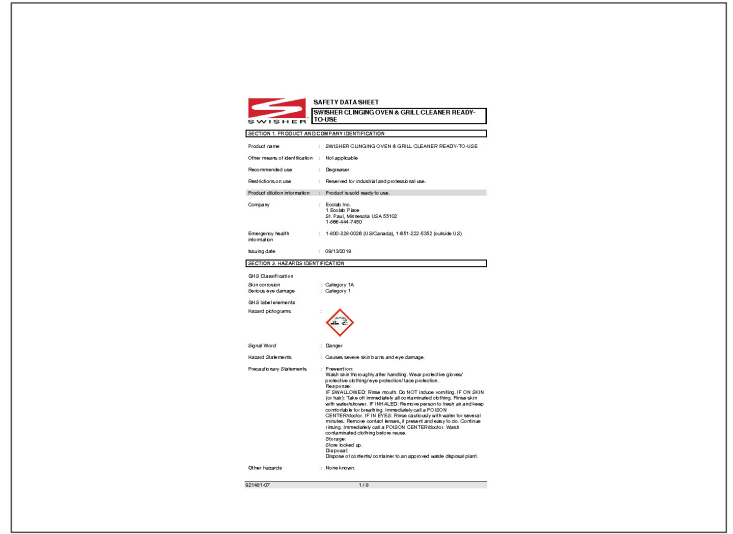 SAFETY DATA SHEET
SWISHER
SWISHER CLINGING OVEN & GRILL CLEANER READY-
TO-USE
SECTION 1. PRODUCT AND COMPANY IDENTIFICATION
Product name : SWISHER CLINGING OVEN & GRILL CLEANER READY-TO-USE
Other means of identification : Not applicable
Recommended use : Degreaser
Restrictions on use : Reserved for industrial and professional use.
Product dilution information : Product is sold ready to use.
Company : Ecolab Inc.
1 Ecolab Place
St. Paul, Minnesota USA 55102
1-866-444-7450
Emergency health : 1-800-328-0026 (US/Canada), 1-651-222-5352 (outside US)
information
Issuing date : 09/13/2019
SECTION 2. HAZARDS IDENTIFICATION
GHS Classification
Skin corrosion : Category 1A
Serious eye damage : Category 1
GHS label elements
Hazard pictograms :
Signal Word : Danger
Hazard Statements : Causes severe skin burns and eye damage.
Precautionary Statements : Prevention:
Wash skin thoroughly after handling. Wear protective gloves/
protective clothing/ eye protection/ face protection.
Response:
IF SWALLOWED: Rinse mouth. Do NOT induce vomiting. IF ON SKIN
(or hair): Take off immediately all contaminated clothing. Rinse skin
with water/shower. IF INHALED: Remove person to fresh air and keep
comfortable for breathing. Immediately call a POISON
CENTER/doctor. IF IN EYES: Rinse cautiously with water for several
minutes. Remove contact lenses, if present and easy to do. Continue
rinsing. Immediately call a POISON CENTER/doctor. Wash
contaminated clothing before reuse.
Storage:
Store locked up.
Disposal:
Dispose of contents/ container to an approved waste disposal plant.
Other hazards : None known.
921461-07 1 / 8